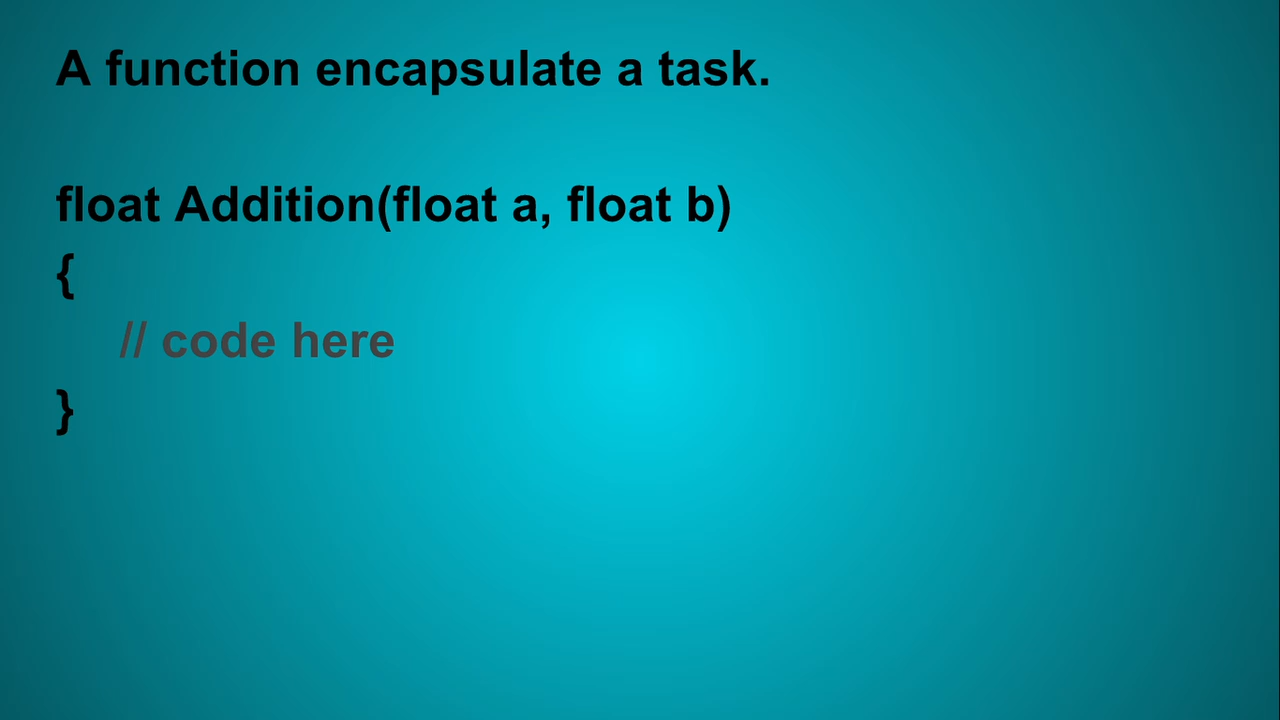 A function encapsulate a task.
float Addition(float a, float b)
{
// code here
}